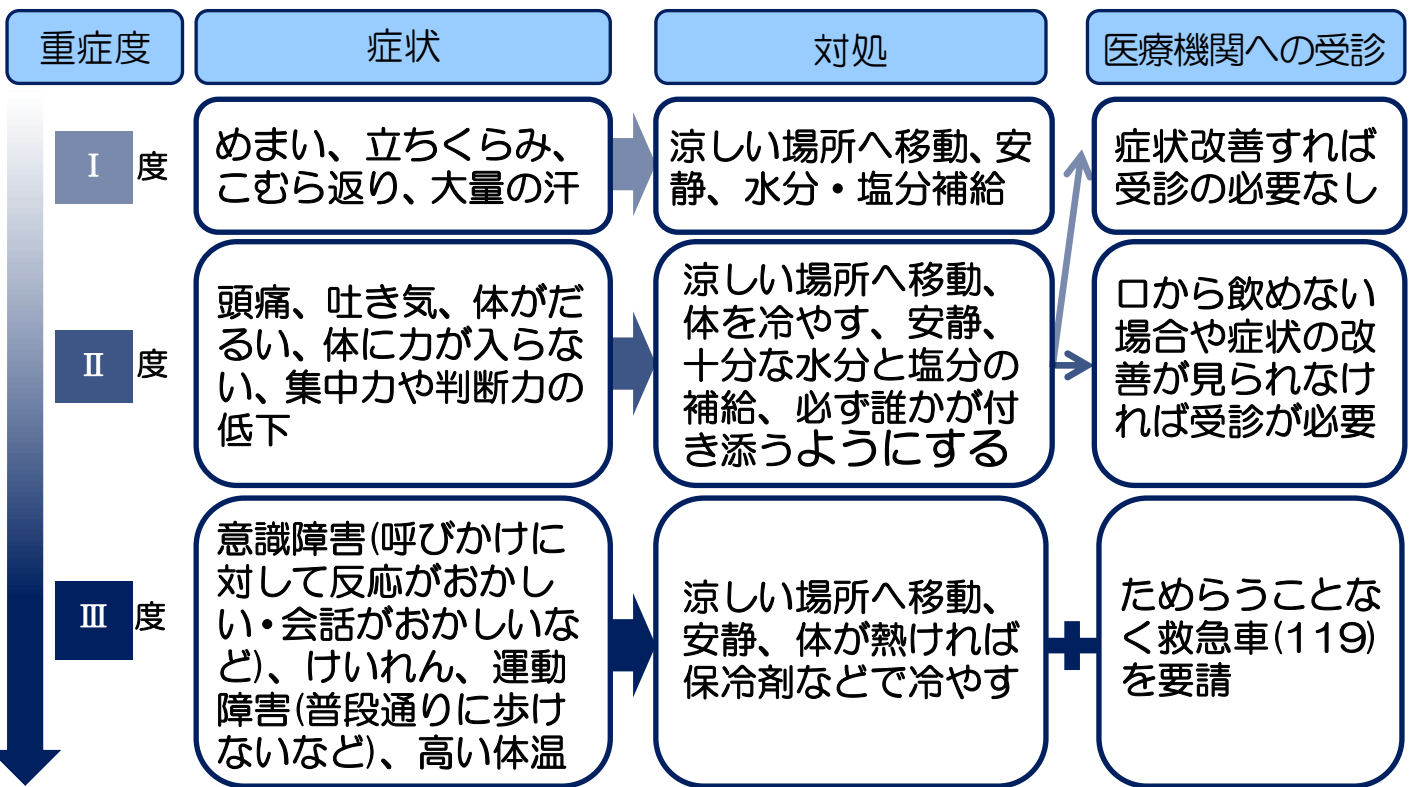 重症度
症状
対処
医療機関への受診
Ⅰ 度
めまい、立ちくらみ、
こむら返り、大量の汗
涼しい場所へ移動、安
静、水分・塩分補給
症状改善すれば
受診の必要なし
Ⅱ 度
頭痛、吐き気、体がだ
るい、体に力が入らな
い、集中力や判断力の
低下
涼しい場所へ移動、
体を冷やす、安静、
十分な水分と塩分の
補給、必ず誰かが付
き添うようにする
口から飲めない
場合や症状の改
善が見られなけ
れば受診が必要
Ⅲ 度
意識障害(呼びかけに
対して反応がおかし
い・会話がおかしいな
ど)、けいれん、運動
障害(普段通りに歩け
ないなど)、高い体温
涼しい場所へ移動、
安静、体が熱ければ
保冷剤などで冷やす
ためらうことな
く救急車(119)
を要請